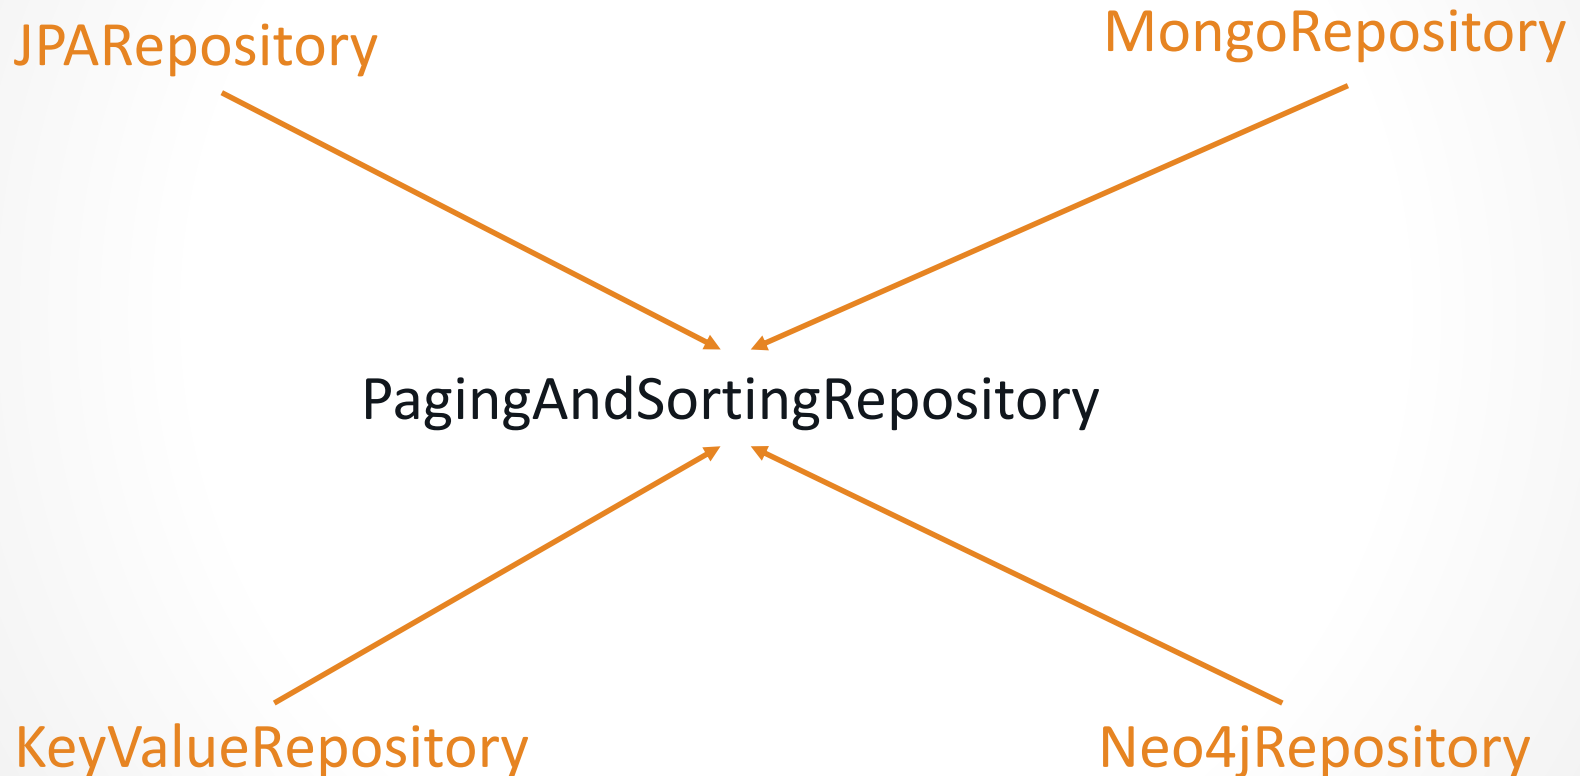 JPARepository
MongoRepository
PagingAndSortingRepository
KeyValueRepository
Neo4jRepository